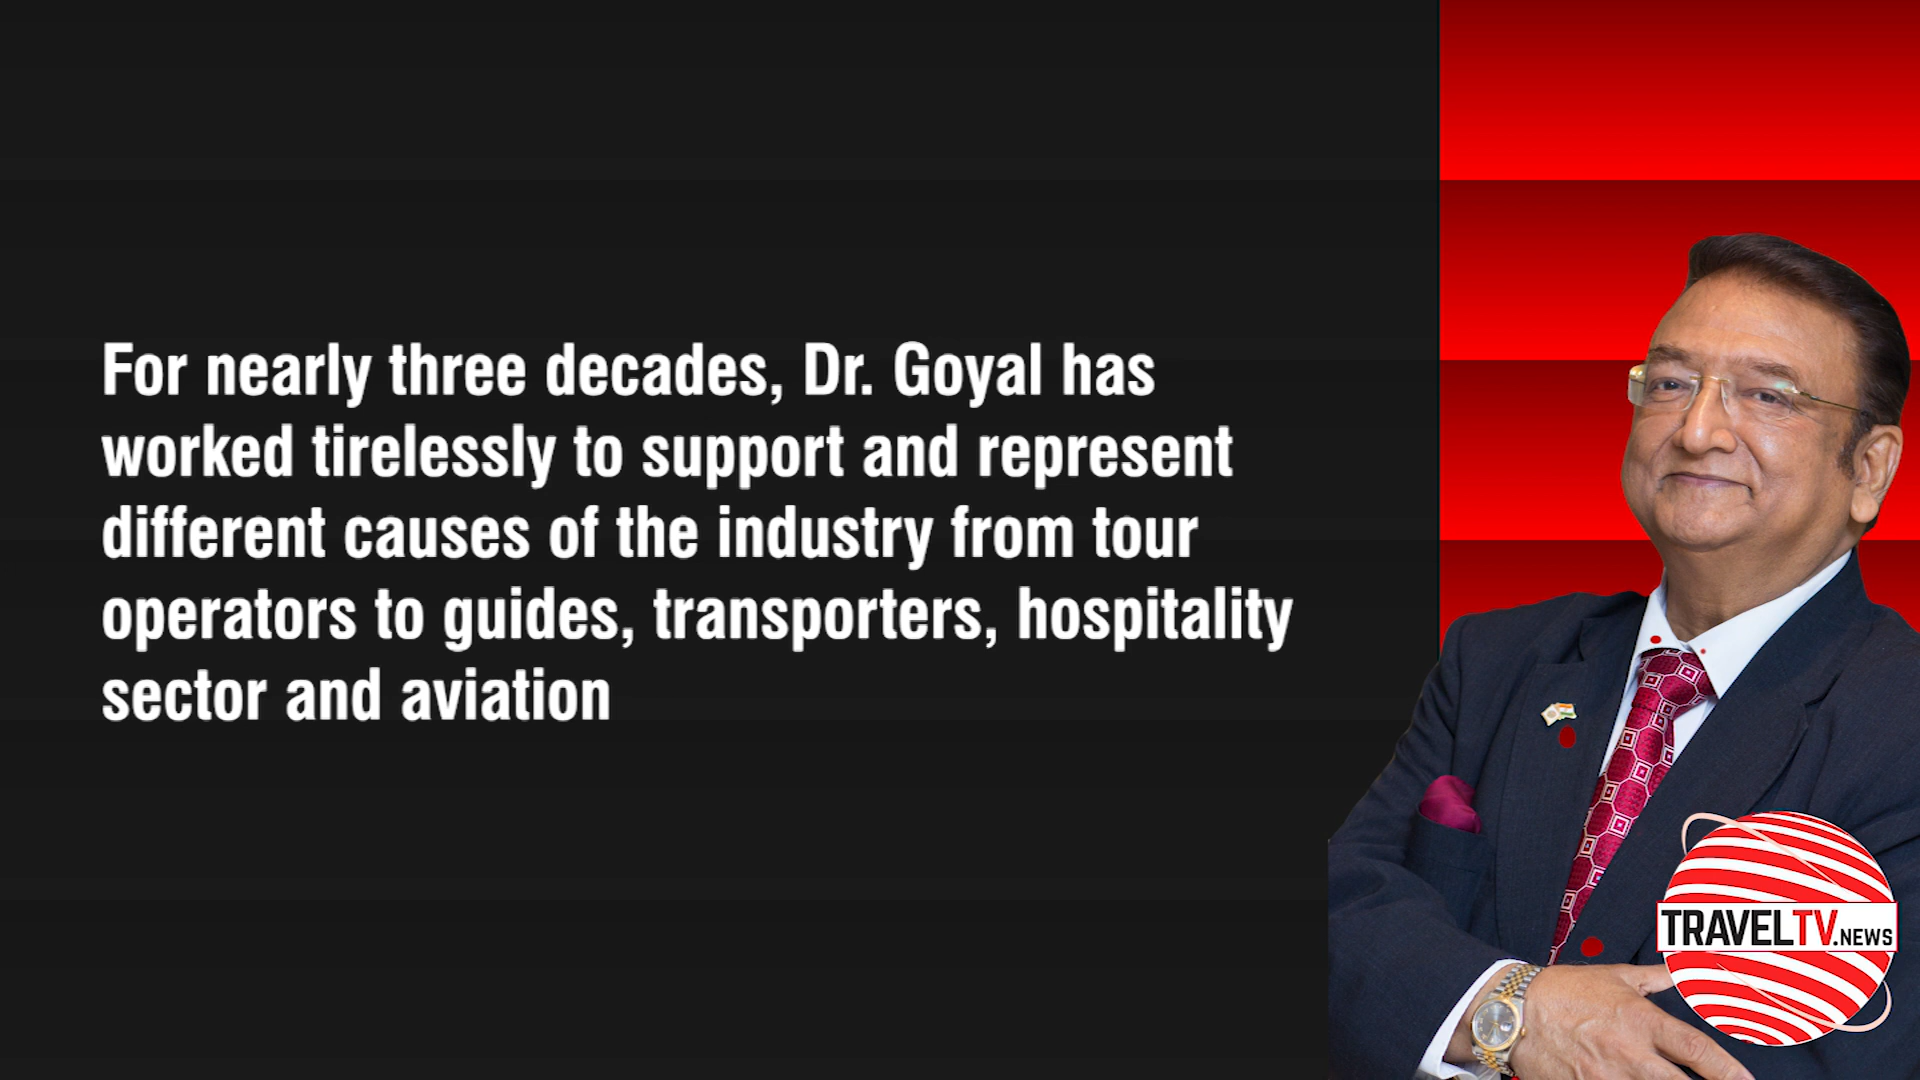 For nearly three decades, Dr. Goyal has
worked tirelessly to support and represent
different causes of the industry from tour
operators to guides, transporters, hospitality
sector and aviation
TRAVELTV.NEWS